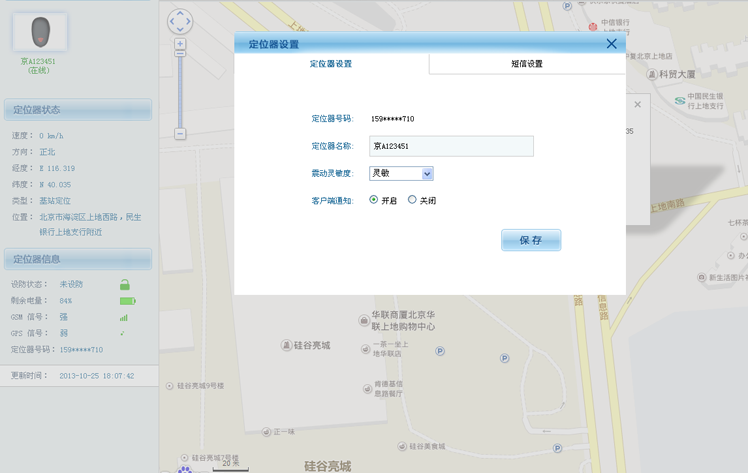 京A123451
(在线)
定位器状态
速度： 0 km/h
方向： 正北
经度： E 116.319
纬度： N 40.035
类型： 基站定位
位置： 北京市海淀区上地西路，民生
银行上地支行附近
定位器信息
设防状态： 未设防
剩余电量： 84%
GSM 信号： 强
GPS 信号： 弱
定位器号码：159*****710
更新时间： 2013-10-25 18:07:42
定位器设置
定位器设置
短信设置
定位器号码: 159*****710
定位器名称: 京A123451
震动灵敏度: 灵敏
客户端通知: 开启 关闭
保存
中信银行
科贸大厦
中国民生银
行上地支行
35
上地南路
七杯茶
办公
新生活图片社
信息路
华联商厦北京华
联上地购物中心
硅谷亮城
一茶一坐上
地华联店
肯德基信
息路餐厅
硅谷亮城9号楼
正一味
硅谷美食城
硅谷亮城7号楼
20 米
硅谷亮城